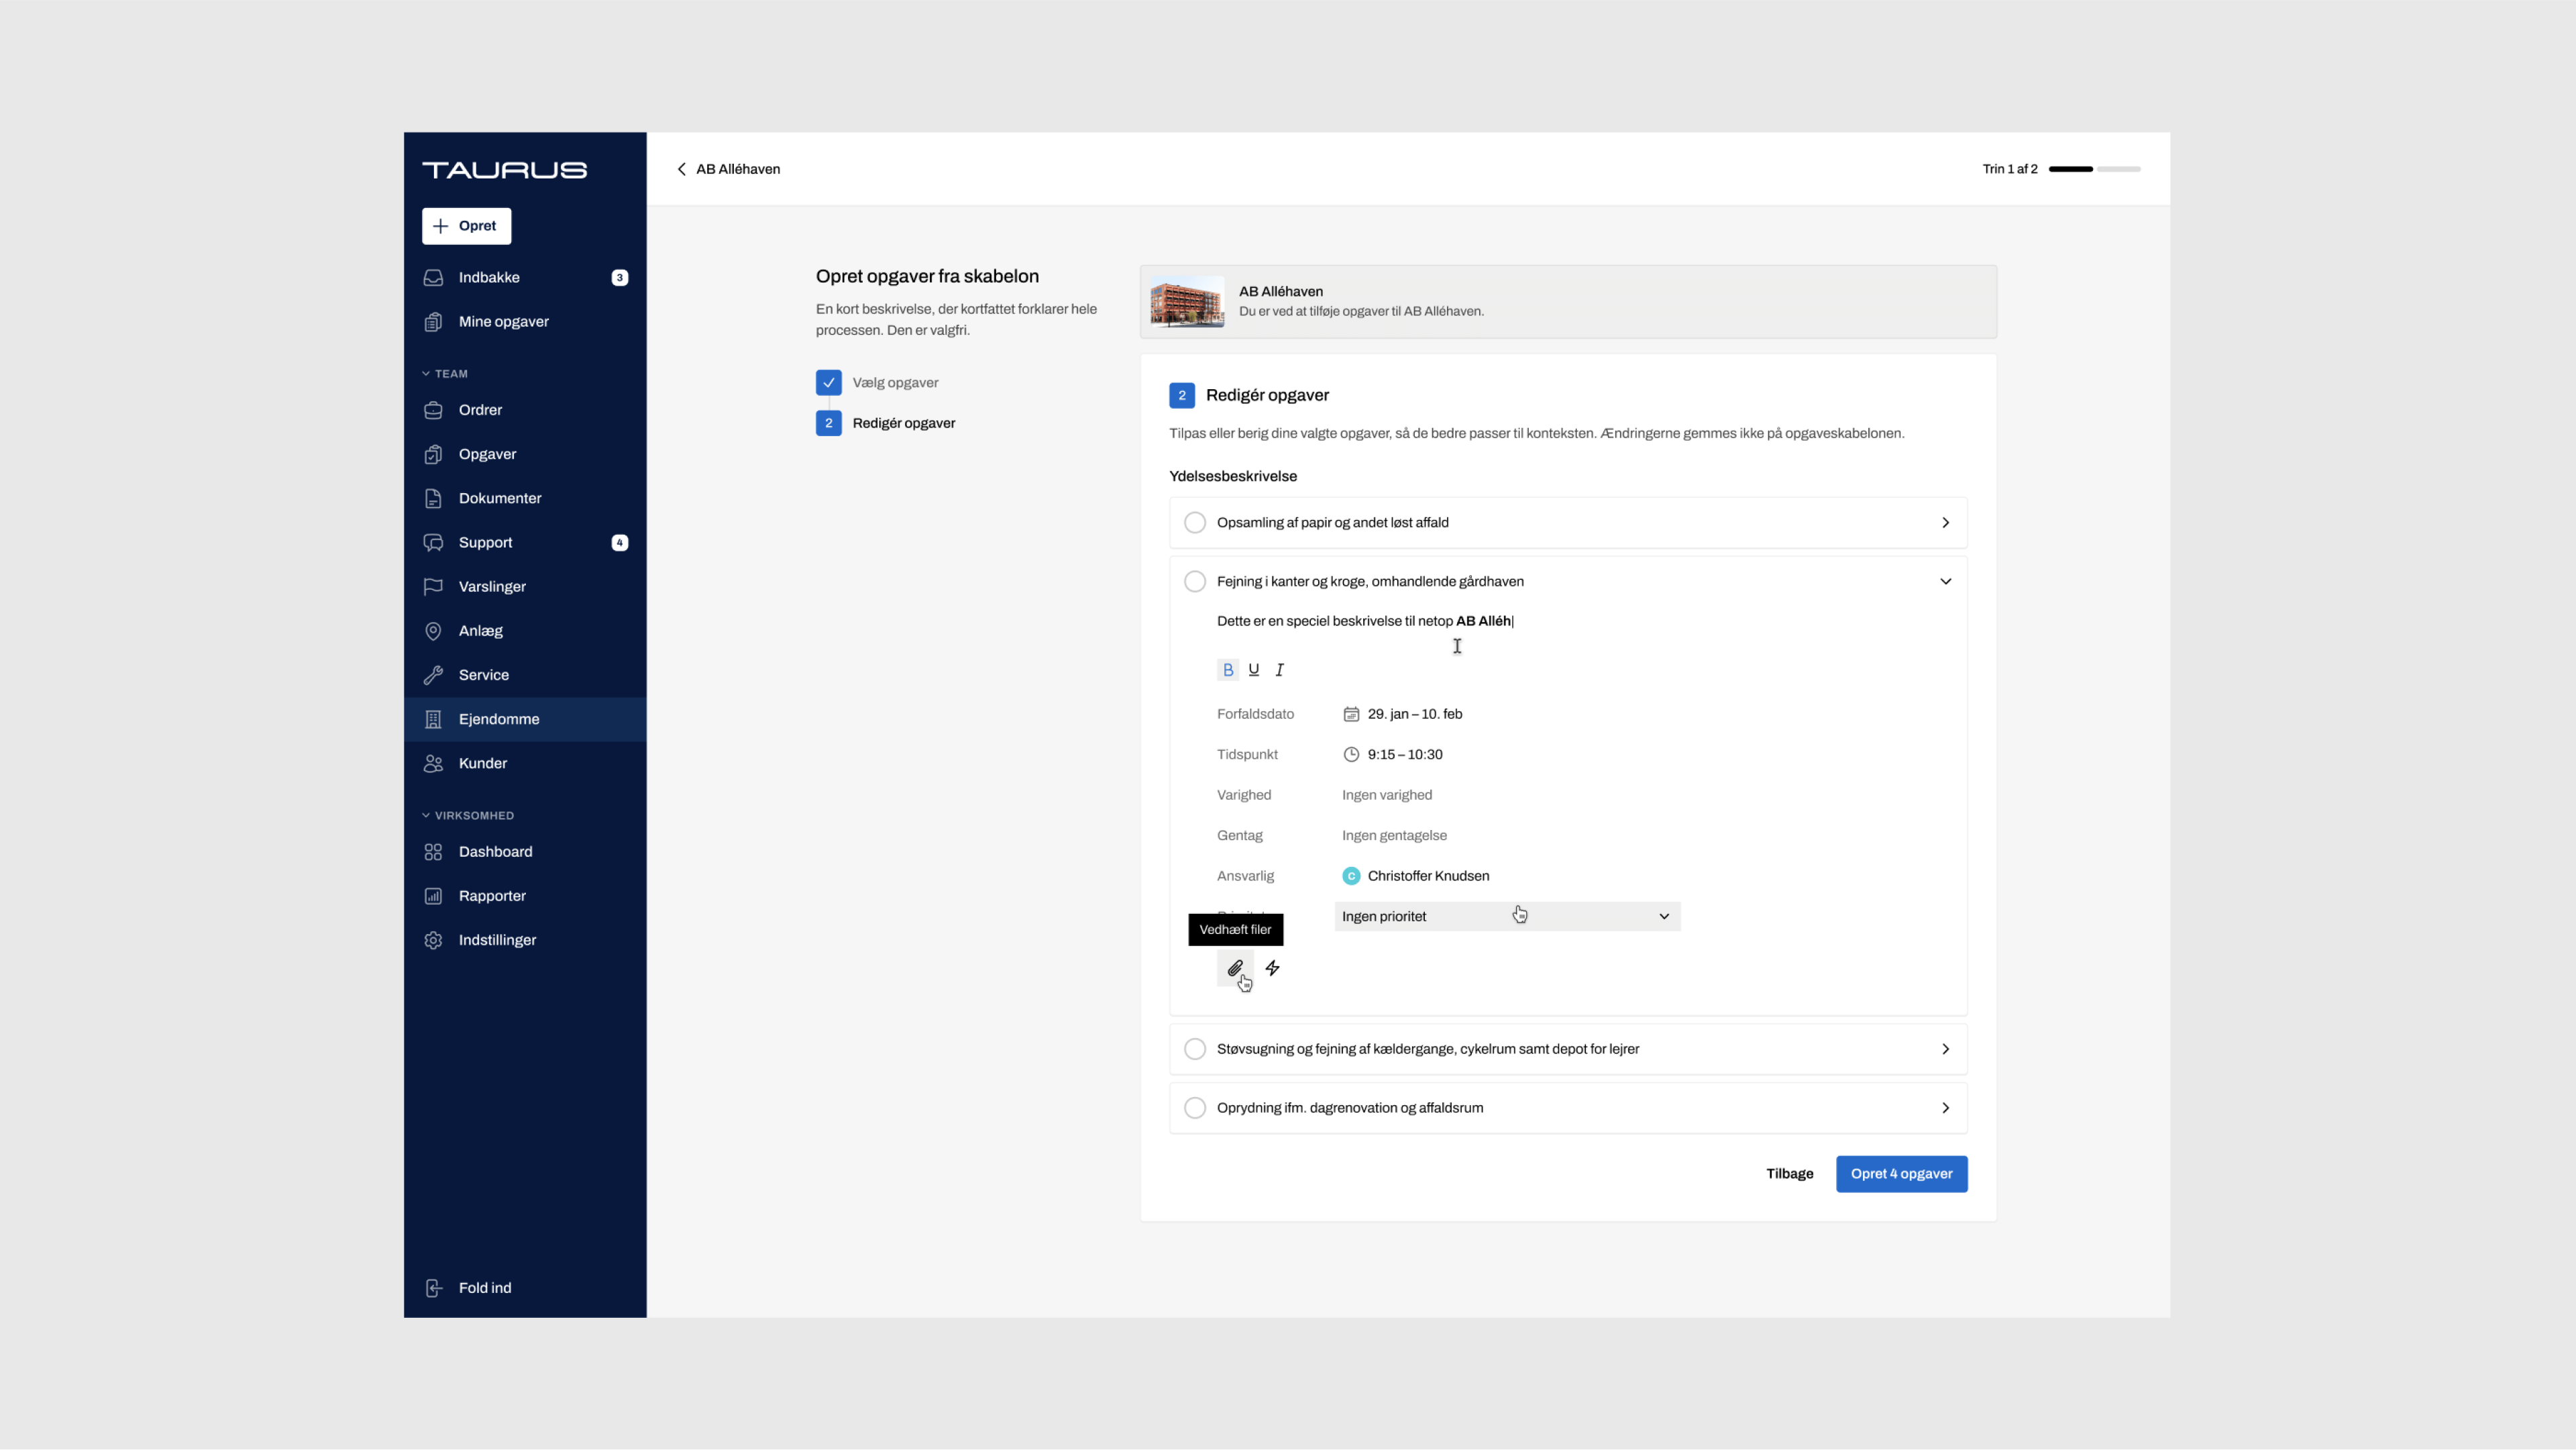 TAURUS
Opret
Indbakke 3
Mine opgaver
TEAM
Ordrer
Opgaver
Dokumenter
Support 4
Varslinger
Anlæg
Service
Ejendomme
Kunder
VIRKSOMHED
Dashboard
Rapporter
Indstillinger
Fold ind
AB Alléhaven
Trin 1 af 2
Opret opgaver fra skabelon
En kort beskrivelse, der kortfattet forklarer hele
processen. Den er valgfri.
Vælg opgaver
2 Redigér opgaver
AB Alléhaven
Du er ved at tilføje opgaver til AB Alléhaven.
2 Redigér opgaver
Tilpas eller berig dine valgte opgaver, så de bedre passer til konteksten. Ændringerne gemmes ikke på opgaveskabelonen.
Ydelsesbeskrivelse
Opsamling af papir og andet løst affald
Fejning i kanter og kroge, omhandlende gårdhaven
Dette er en speciel beskrivelse til netop AB Alléh
B U I
Forfaldsdato 29. jan – 10. feb
Tidspunkt 9:15 – 10:30
Varighed Ingen varighed
Gentag Ingen gentagelse
Ansvarlig C Christoffer Knudsen
Ingen prioritet
Vedhæft filer
Støvsugning og fejning af kældergange, cykelrum samt depot for lejrer
Oprydning ifm. dagrenovation og affaldsrum
Tilbage
Opret 4 opgaver